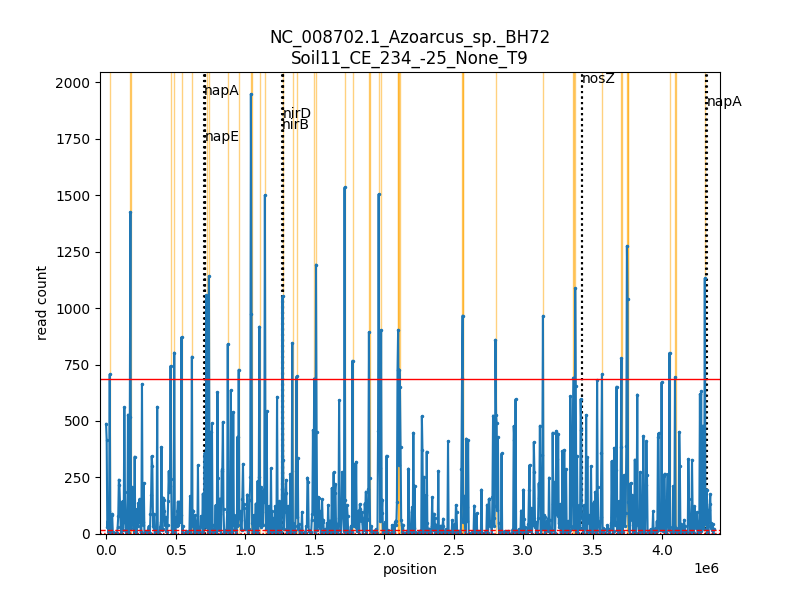 NC_008702.1_Azoarcus_sp._BH72
Soil11_CE_234_-25_None_T9
read count
2000
1750
1500
1250
1000
750
500
250
0
napA
napE
nirD
nirB
nosZ
napA
0.0 0.5 1.0 1.5 2.0 2.5 3.0 3.5 4.0
1e6
position